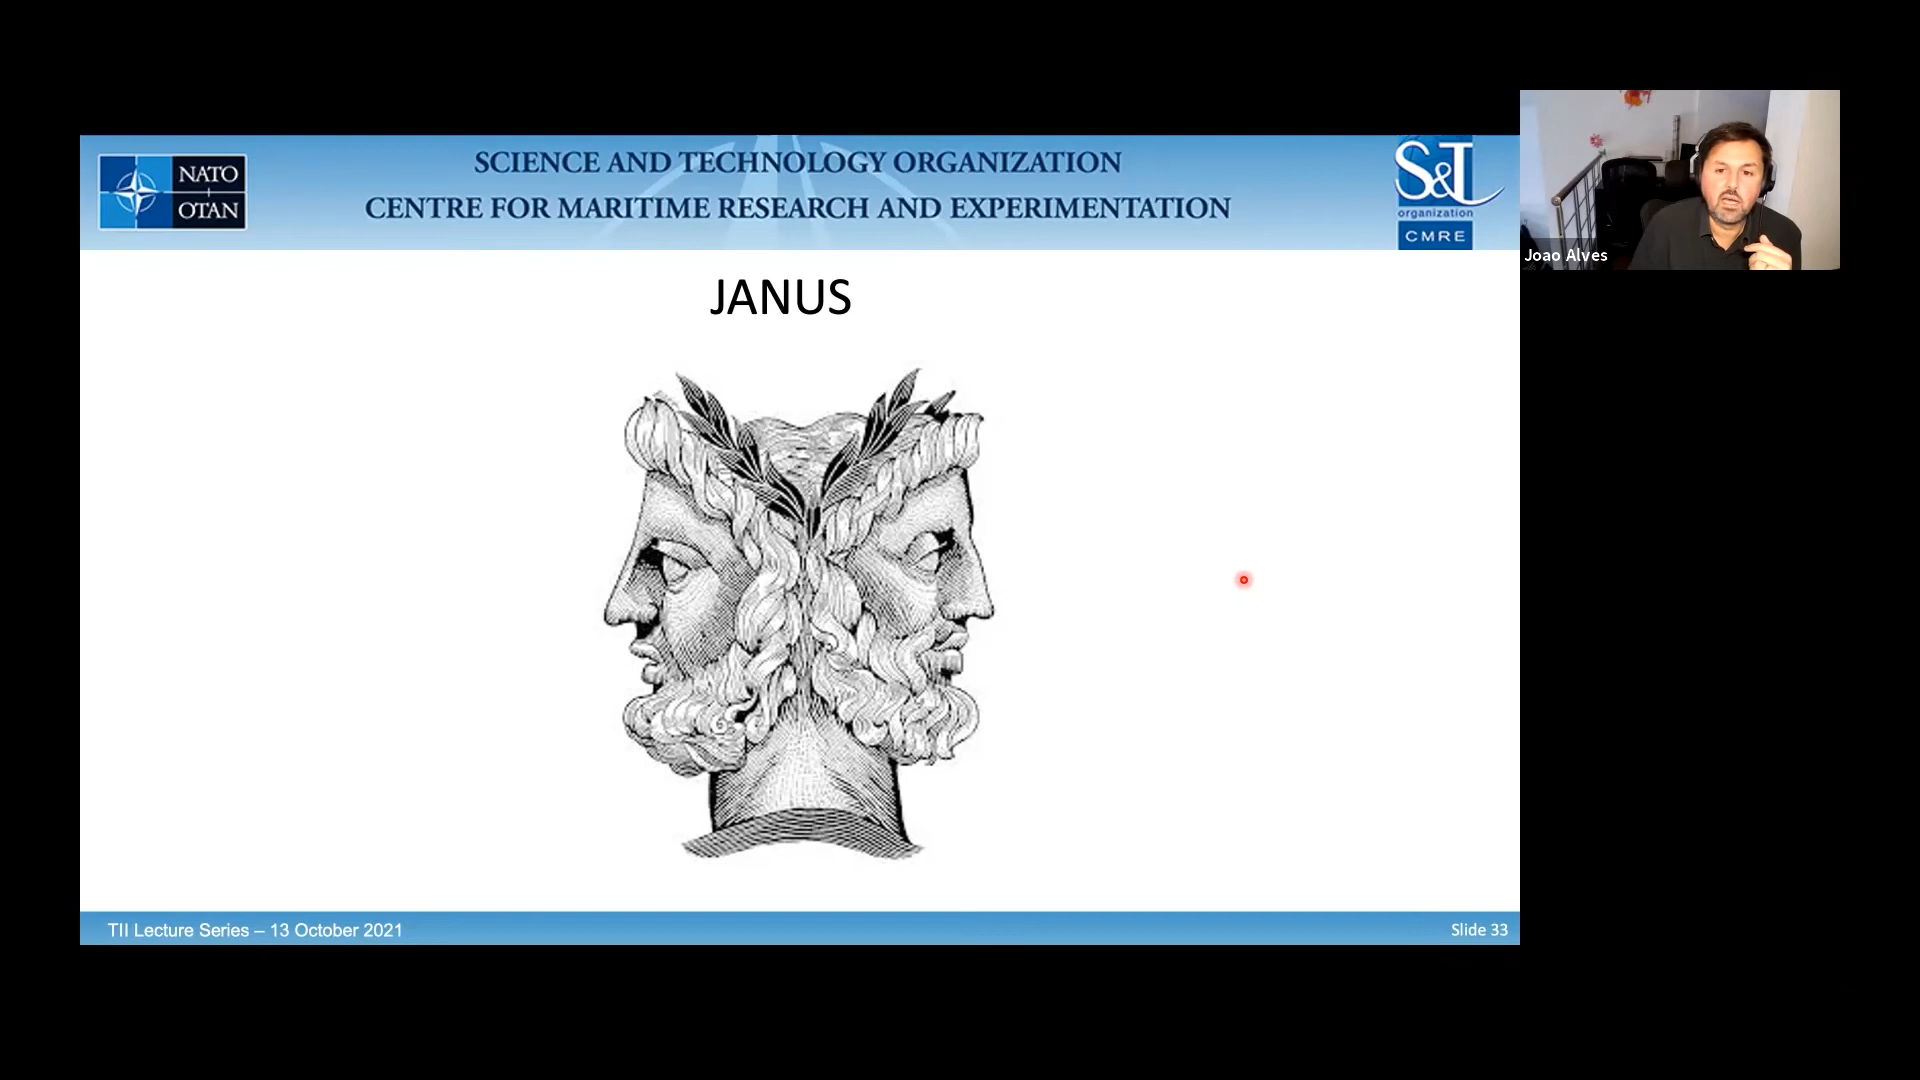 SCIENCE AND TECHNOLOGY ORGANIZATION
CENTRE FOR MARITIME RESEARCH AND EXPERIMENTATION
NATO
OTAN
S&T
organization
CMRE
Joao Alves
JANUS
TII Lecture Series – 13 October 2021
Slide 33